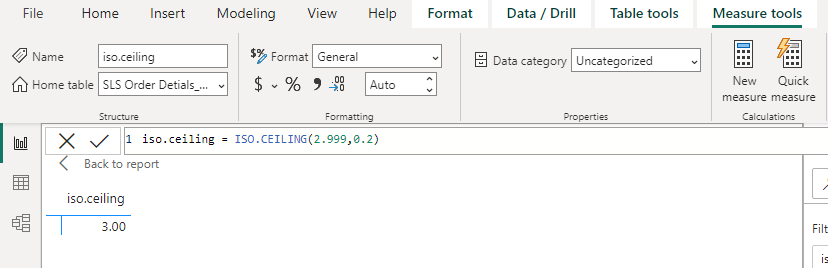 File Home Insert Modeling View Help Format Data / Drill Table tools Measure tools
Name iso.ceiling
Home table SLS Order Detials_...
Structure
$% Format General
$ % , .00 Auto
Formatting
Data category Uncategorized
Properties
New measure
Quick measure
Calculations
1 iso.ceiling = ISO.CEILING(2.999,0.2)
Back to report
iso.ceiling
3.00
Filt
is